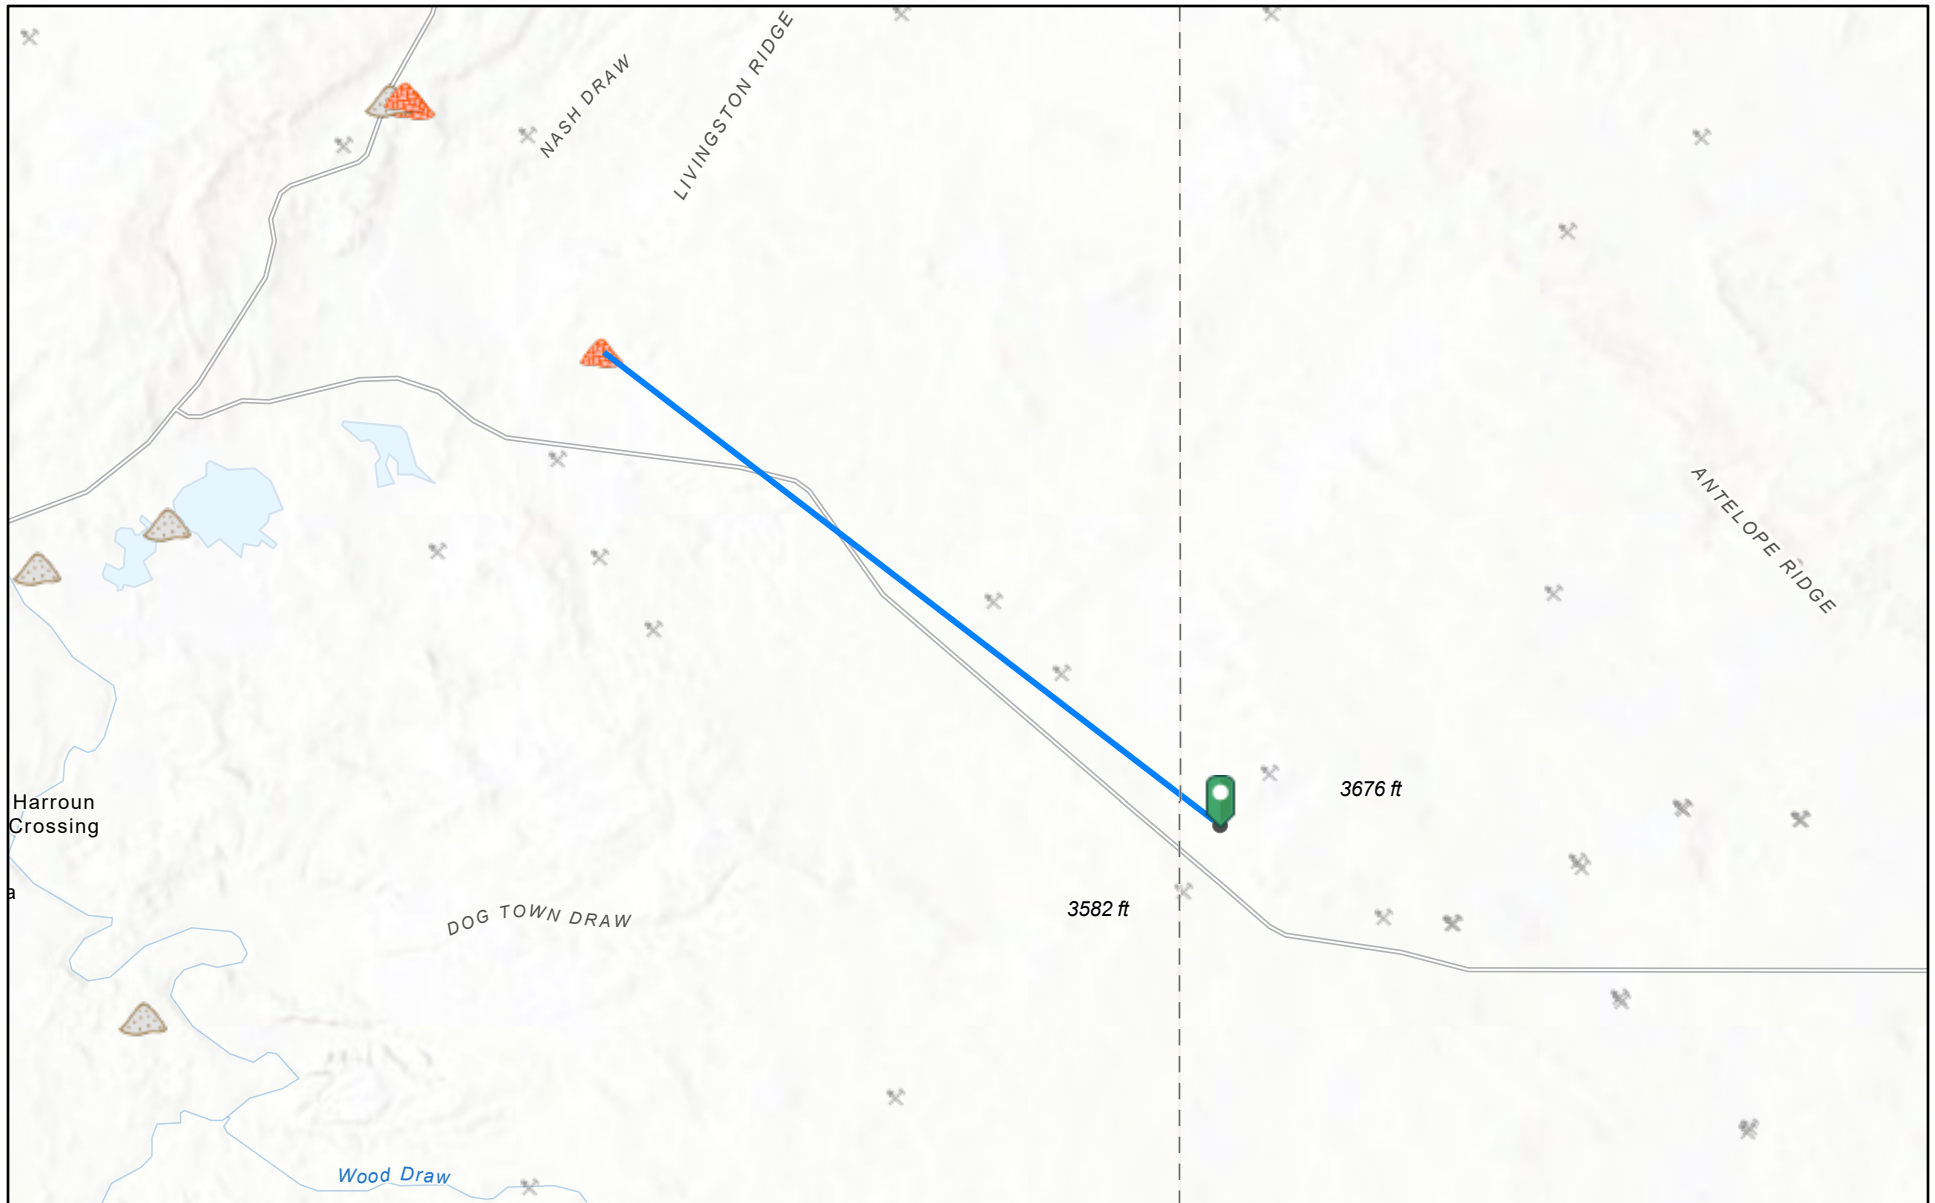 NASH DRAW
LIVINGSTON RIDGE
ANTELOPE RIDGE
3676 ft
Harroun
Crossing
a
3582 ft
DOG TOWN DRAW
Wood Draw